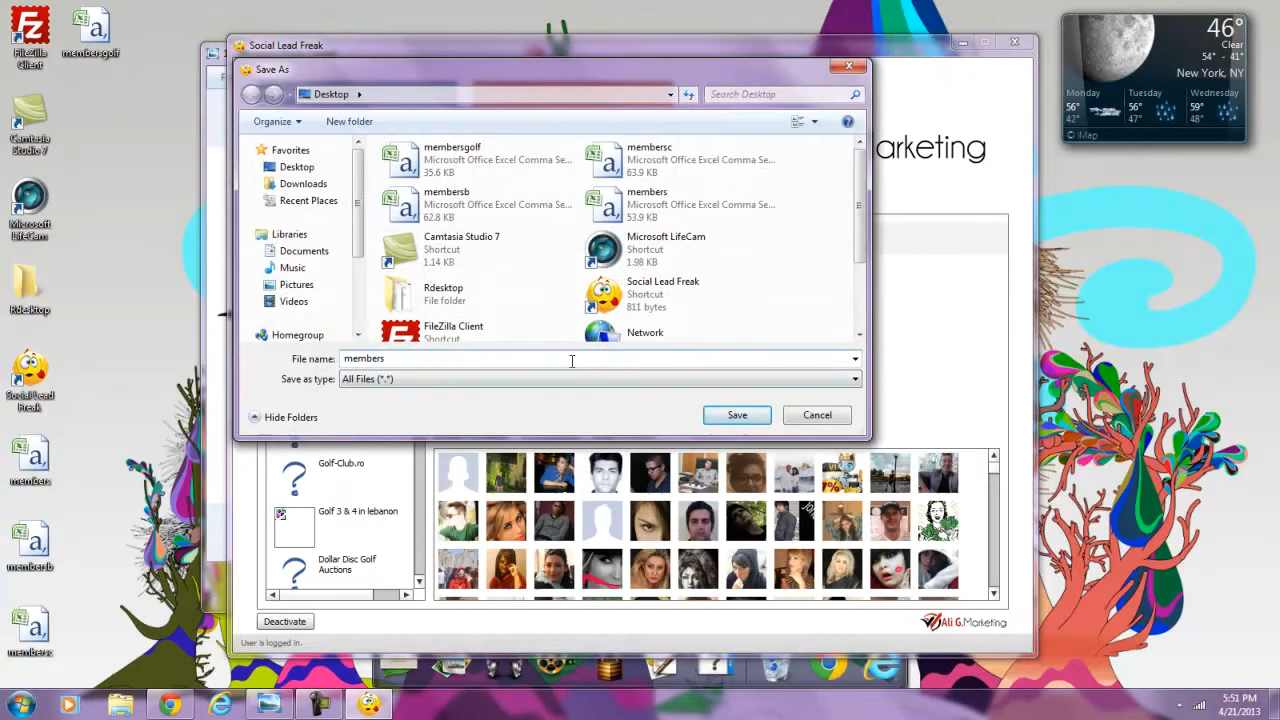 FileZilla
Client
membersgolf
Camtasia
Studio 7
Microsoft
LifeCam
Rdesktop
Social Lead
Freak
members
membersb
membersc
Social Lead Freak
Save As
Desktop
Search Desktop
Organize
New folder
Favorites
Desktop
Downloads
Recent Places
Libraries
Documents
Music
Pictures
Videos
Homegroup
membersgolf
Microsoft Office Excel Comma Se...
35.6 KB
membersc
Microsoft Office Excel Comma Se...
63.9 KB
membersb
Microsoft Office Excel Comma Se...
62.8 KB
members
Microsoft Office Excel Comma Se...
53.9 KB
Camtasia Studio 7
Shortcut
1.14 KB
Microsoft LifeCam
Shortcut
1.98 KB
Rdesktop
File folder
Social Lead Freak
Shortcut
811 bytes
FileZilla Client
Shortcut
Network
File name: members
Save as type: All Files (*.*)
Hide Folders
Save
Cancel
arketing
Golf-Club.ro
Golf 3 & 4 in lebanon
Dollar Disc Golf
Auctions
Deactivate
Ali G.Marketing
User is logged in.
46°
Clear
54° - 41°
New York, NY
Monday Tuesday Wednesday
56° 56° 59°
42° 47° 48°
© IMap
5:51 PM
4/21/2013